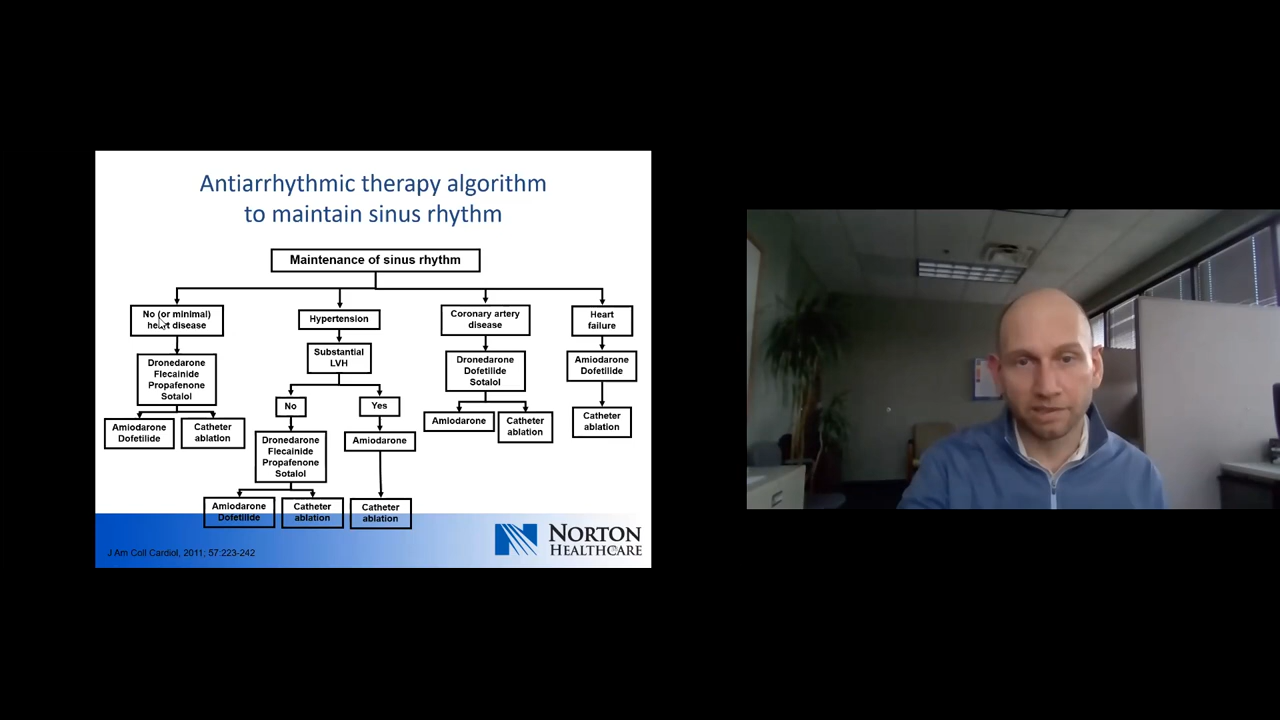 Antiarrhythmic therapy algorithm
to maintain sinus rhythm
Maintenance of sinus rhythm
No (or minimal)
heart disease
Hypertension
Coronary artery
disease
Heart
failure
Substantial
LVH
Dronedarone
Flecainide
Propafenone
Sotalol
Dronedarone
Dofetilide
Sotalol
Amiodarone
Dofetilide
No
Yes
Amiodarone
Dofetilide
Catheter
ablation
Amiodarone
Catheter
ablation
Catheter
ablation
Dronedarone
Flecainide
Propafenone
Sotalol
Amiodarone
Amiodarone
Dofetilide
Catheter
ablation
Catheter
ablation
J Am Coll Cardiol, 2011; 57:223-242
NORTON
HEALTHCARE